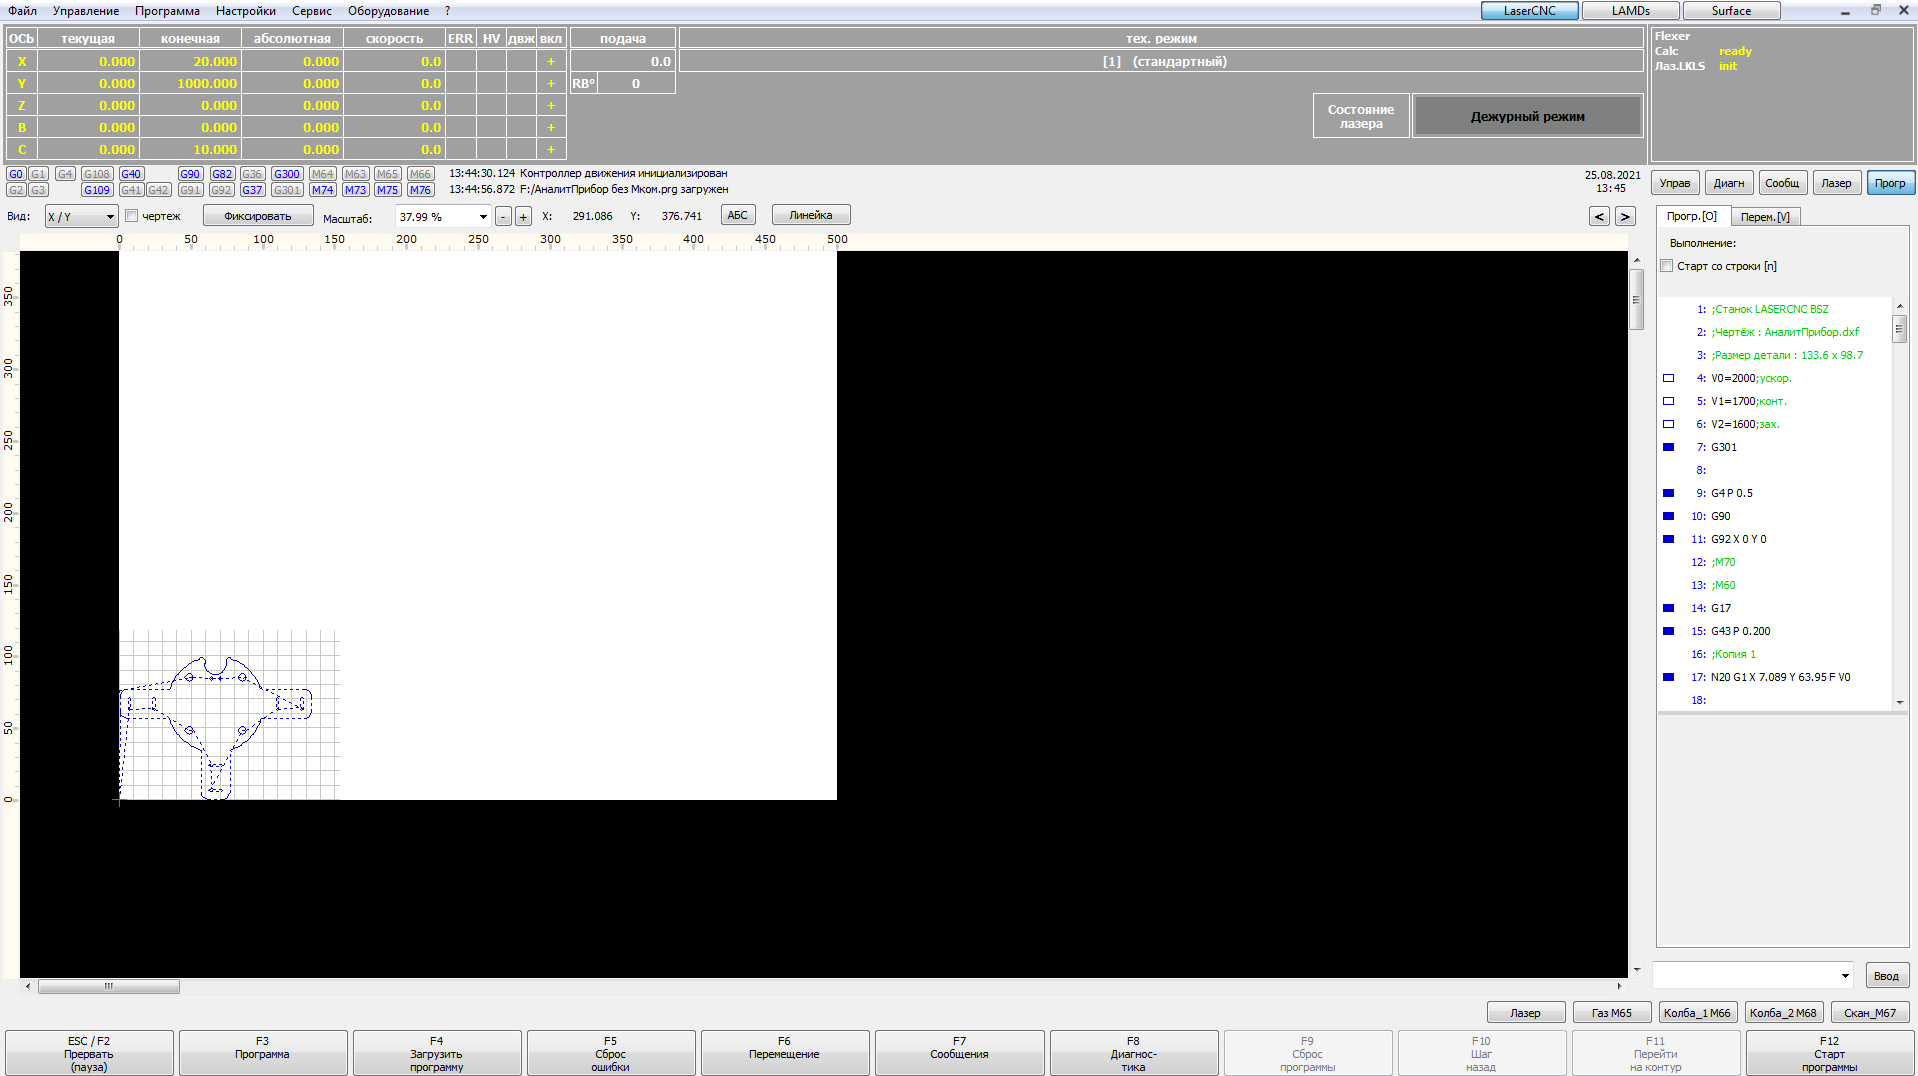 Файл Управление Программа Настройки Сервис Оборудование ? LaserCNC LAMDs Surface
ОСЬ текущая конечная абсолютная скорость ERR HV движ вкл подача тех. режим
X 0.000 20.000 0.000 0.0 + 0.0 [1] (стандартный)
Y 0.000 1000.000 0.000 0.0 + RB° 0
Z 0.000 0.000 0.000 0.0 +
B 0.000 0.000 0.000 0.0 +
C 0.000 10.000 0.000 0.0 +
Состояние
лазера
Дежурный режим
Flexer
Calc ready
Лаз.LKLS init
G0 G1 G4 G108 G40 G90 G82 G36 G300 M64 M63 M65 M66 13:44:30.124 Контроллер движения инициализирован
G2 G3 G109 G41 G42 G91 G92 G37 G301 M74 M73 M75 M76 13:44:56.872 F:/АналитПрибор без Мком.prg загружен
25.08.2021
13:45
Управ Диагн Сообщ Лазер Прогр
Вид: X / Y чертеж Фиксировать Масштаб: 37.99 % - + X: 291.086 Y: 376.741 АБС Линейка < >
0 50 100 150 200 250 300 350 400 450 500
350
300
250
200
150
100
50
0
Прогр.[O] Перем.[V]
Выполнение:
Старт со строки [n]
1: ;Станок LASERCNC BSZ
2: ;Чертёж : АналитПрибор.dxf
3: ;Размер детали : 133.6 x 98.7
4: V0=2000;ускор.
5: V1=1700;конт.
6: V2=1600;зах.
7: G301
8:
9: G4 P 0.5
10: G90
11: G92 X 0 Y 0
12: ;M70
13: ;M60
14: G17
15: G43 P 0.200
16: ;Копия 1
17: N20 G1 X 7.089 Y 63.95 F V0
18:
Ввод
Лазер Газ M65 Колба_1 M66 Колба_2 M68 Скан_M67
ESC / F2
Прервать
(пауза)
F3
Программа
F4
Загрузить
программу
F5
Сброс
ошибки
F6
Перемещение
F7
Сообщения
F8
Диагнос-
тика
F9
Сброс
программы
F10
Шаг
назад
F11
Перейти
на контур
F12
Старт
программы